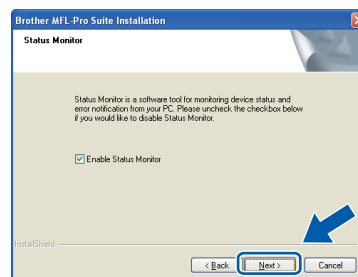 Brother MFL-Pro Suite Installation
Status Monitor
Status Monitor is a software tool for monitoring device status and
error notification from your PC. Please uncheck the checkbox below
if you would like to disable Status Monitor.
Enable Status Monitor
InstallShield
< Back Next > Cancel